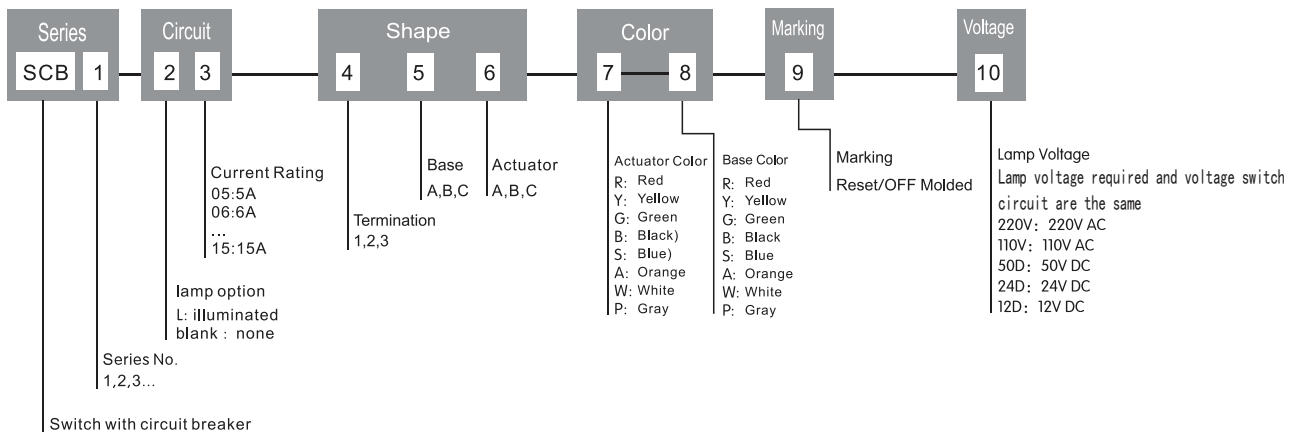 Series
Circuit
Shape
Color
Marking
Voltage
SCB 1
2 3
4 5 6
7 8
9
10
Current Rating
05:5A
06:6A
...
15:15A
lamp option
L: illuminated
blank : none
Series No.
1,2,3...
Switch with circuit breaker
Termination
1,2,3
Base
A,B,C
Actuator
A,B,C
Actuator Color
R: Red
Y: Yellow
G: Green
B: Black)
S: Blue)
A: Orange
W: White
P: Gray
Base Color
R: Red
Y: Yellow
G: Green
B: Black
S: Blue
A: Orange
W: White
P: Gray
Marking
Reset/OFF Molded
Lamp Voltage
Lamp voltage required and voltage switch
circuit are the same
220V: 220V AC
110V: 110V AC
50D: 50V DC
24D: 24V DC
12D: 12V DC